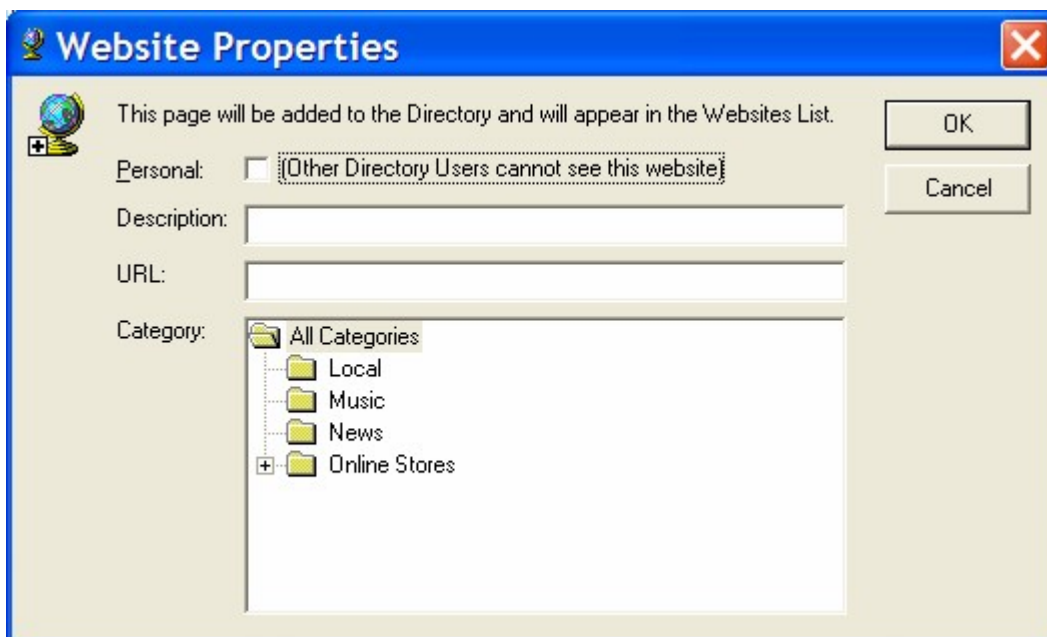 Website Properties
This page will be added to the Directory and will appear in the Websites List.
OK
Personal: (Other Directory Users cannot see this website)
Cancel
Description:
URL:
Category:
All Categories
Local
Music
News
Online Stores